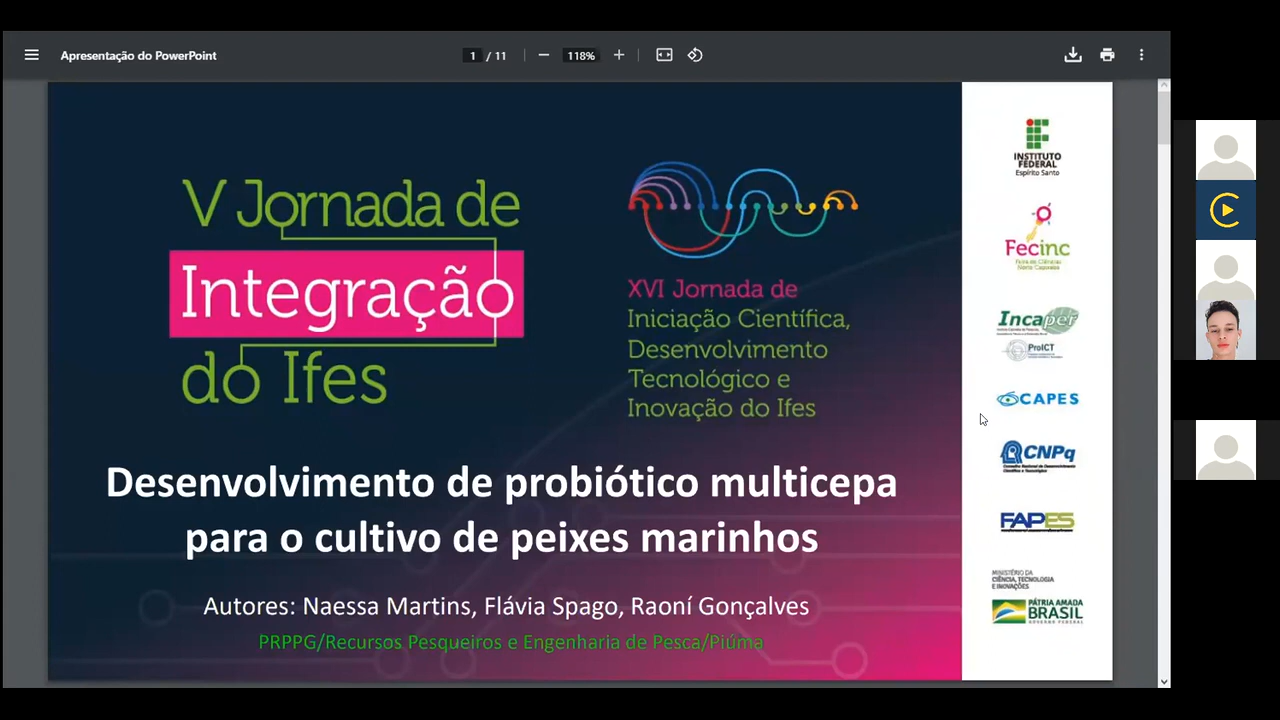 Apresentação do PowerPoint
1 / 11
118%
V Jornada de
Integração
do Ifes
XVI Jornada de
Iniciação Científica,
Desenvolvimento
Tecnológico e
Inovação do Ifes
Desenvolvimento de probiótico multicepa
para o cultivo de peixes marinhos
Autores: Naessa Martins, Flávia Spago, Raoní Gonçalves
PRPPG/Recursos Pesqueiros e Engenharia de Pesca/Piúma
INSTITUTO
FEDERAL
Espírito Santo
Fecinc
Incaper
ProICT
CAPES
CNPq
FAPES
MINISTÉRIO DA
CIÊNCIA, TECNOLOGIA
E INOVAÇÕES
PÁTRIA AMADA
BRASIL
GOVERNO FEDERAL